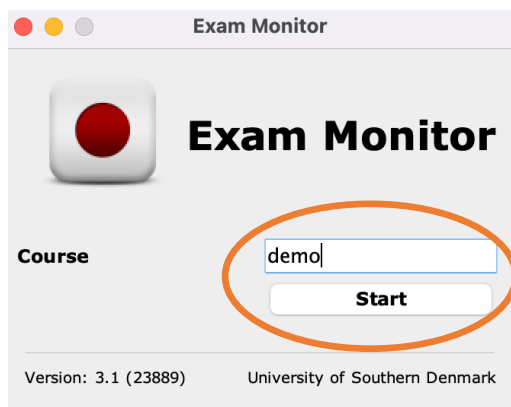 Exam Monitor
Exam Monitor
Course
demo
Start
Version: 3.1 (23889)
University of Southern Denmark